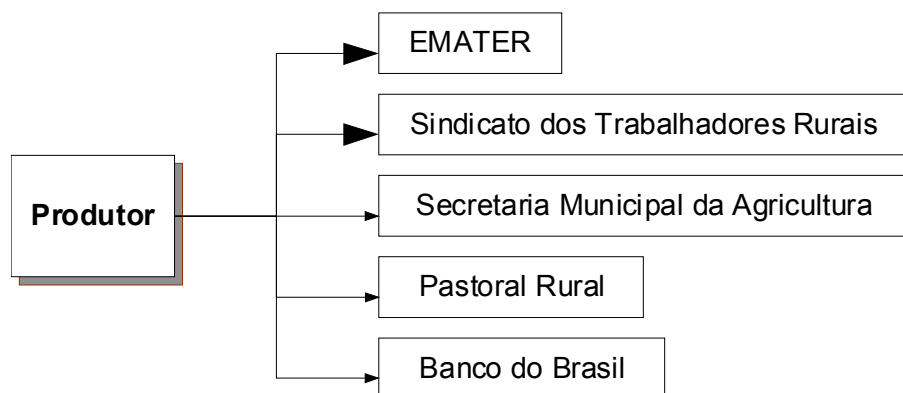 EMATER
Sindicato dos Trabalhadores Rurais
Produtor
Secretaria Municipal da Agricultura
Pastoral Rural
Banco do Brasil